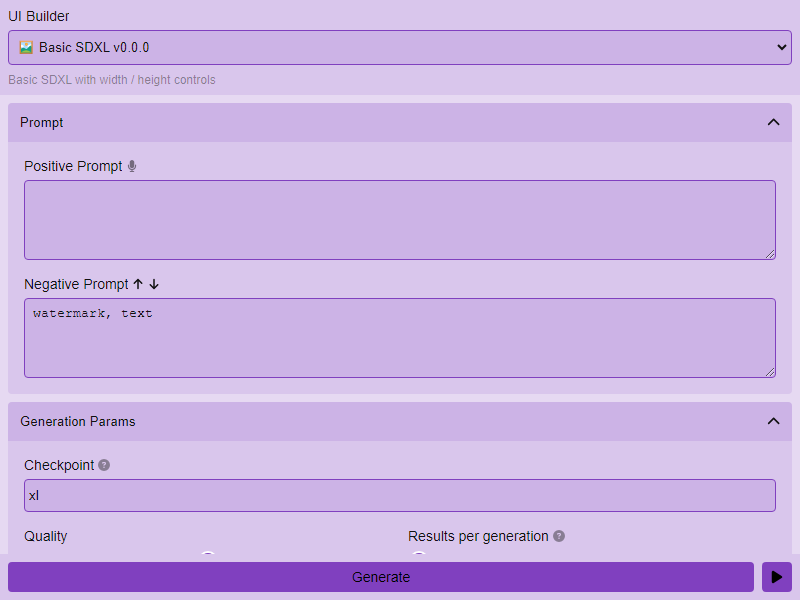 UI Builder
Basic SDXL v0.0.0
Basic SDXL with width / height controls
Prompt
Positive Prompt
Negative Prompt
watermark, text
Generation Params
Checkpoint
xl
Quality
Results per generation
Generate